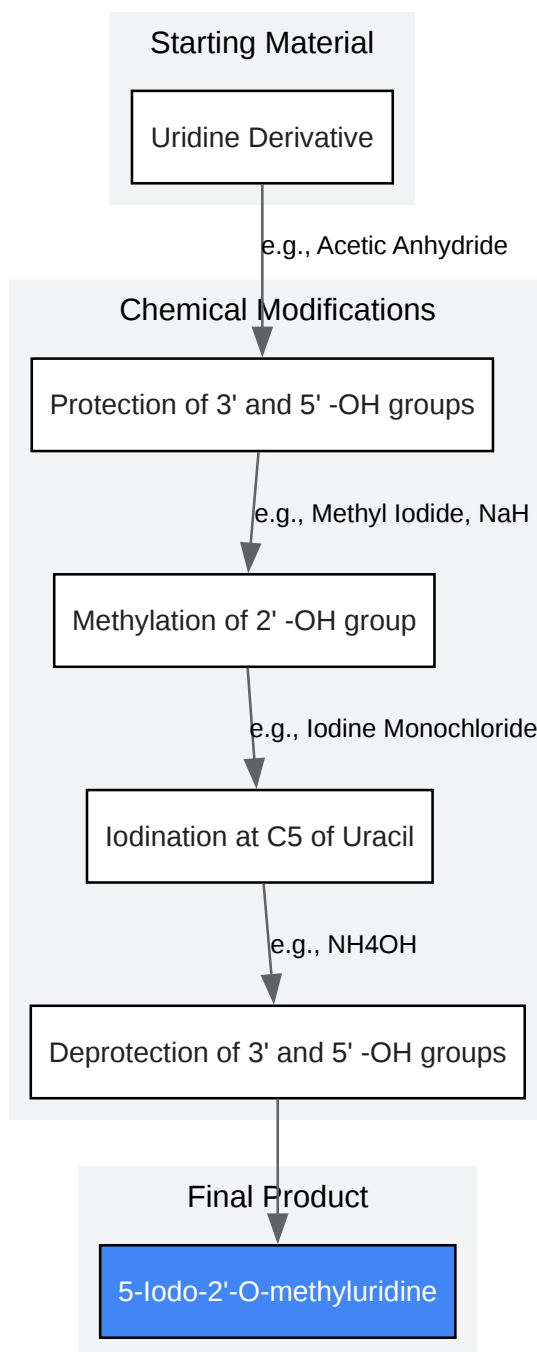 Starting Material
Uridine Derivative
e.g., Acetic Anhydride
Chemical Modifications
Protection of 3' and 5' -OH groups
e.g., Methyl Iodide, NaH
Methylation of 2' -OH group
e.g., Iodine Monochloride
Iodination at C5 of Uracil
e.g., NH4OH
Deprotection of 3' and 5' -OH groups
Final Product
5-Iodo-2'-O-methyluridine